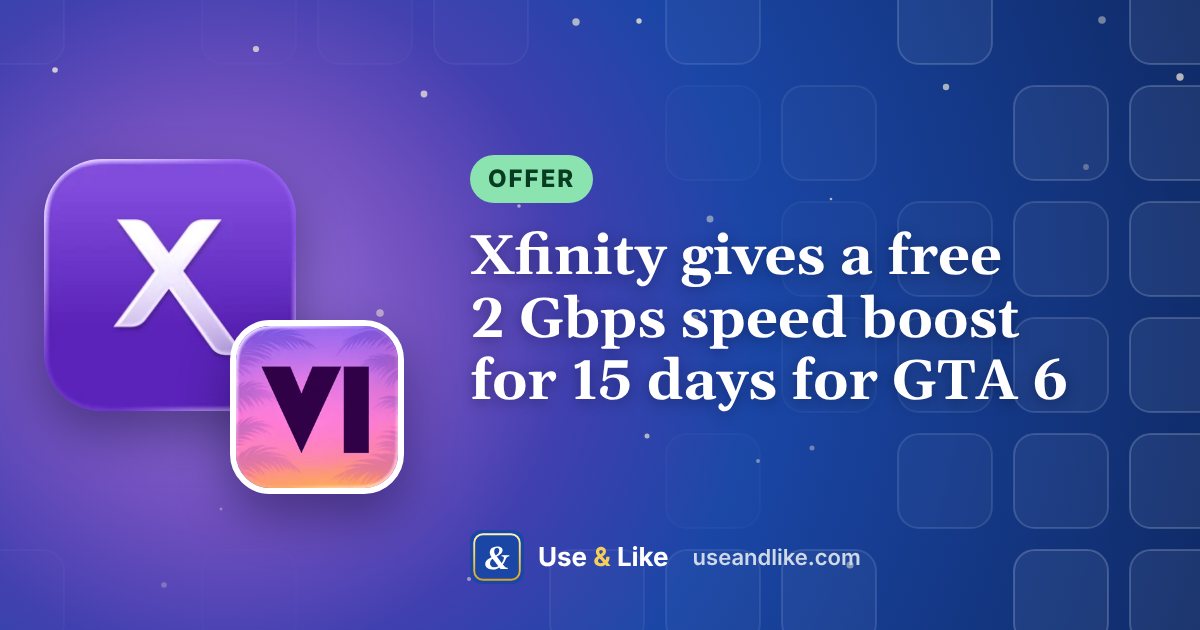 X
VI
OFFER
Xfinity gives a free
2 Gbps speed boost
for 15 days for GTA 6
& Use & Like useandlike.com